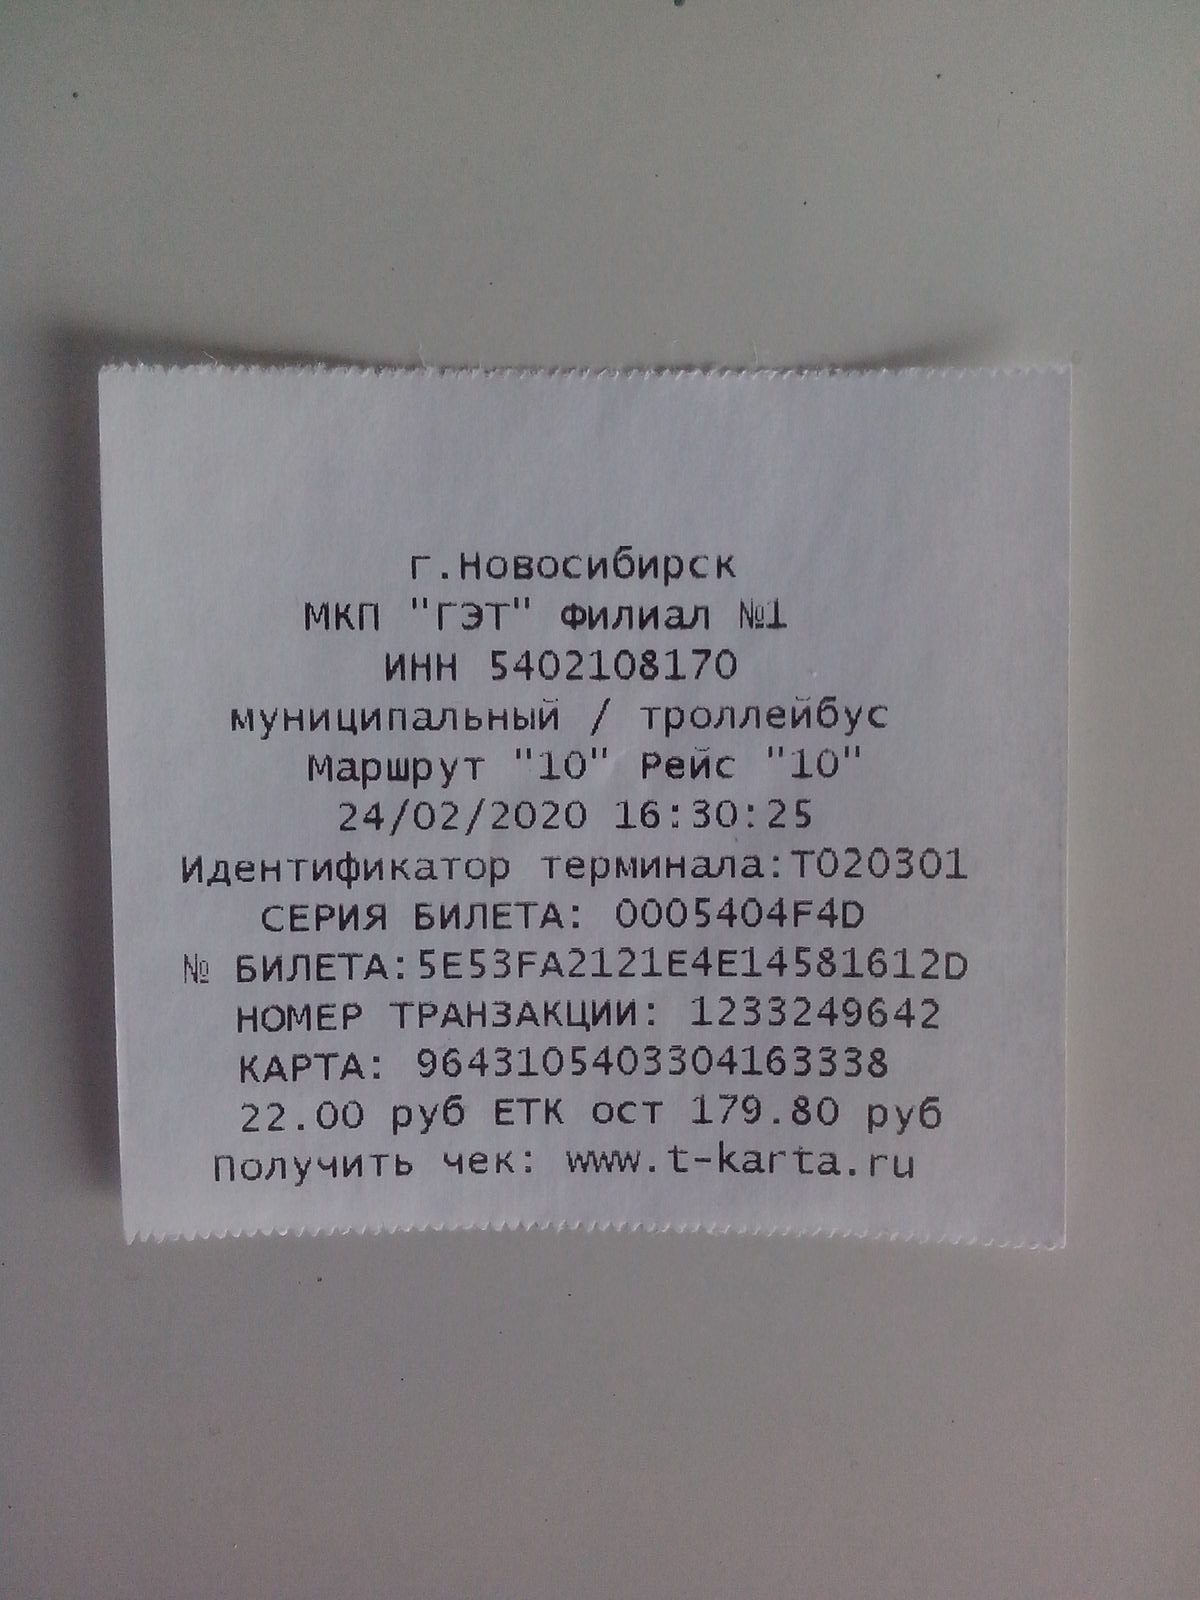 г.Новосибирск
МКП "ГЭТ" Филиал №1
ИНН 5402108170
муниципальный / троллейбус
Маршрут "10" Рейс "10"
24/02/2020 16:30:25
Идентификатор терминала:T020301
СЕРИЯ БИЛЕТА: 0005404F4D
№ БИЛЕТА:5E53FA2121E4E14581612D
НОМЕР ТРАНЗАКЦИИ: 1233249642
КАРТА: 9643105403304163338
22.00 руб ЕТК ост 179.80 руб
Получить чек: www.t-karta.ru